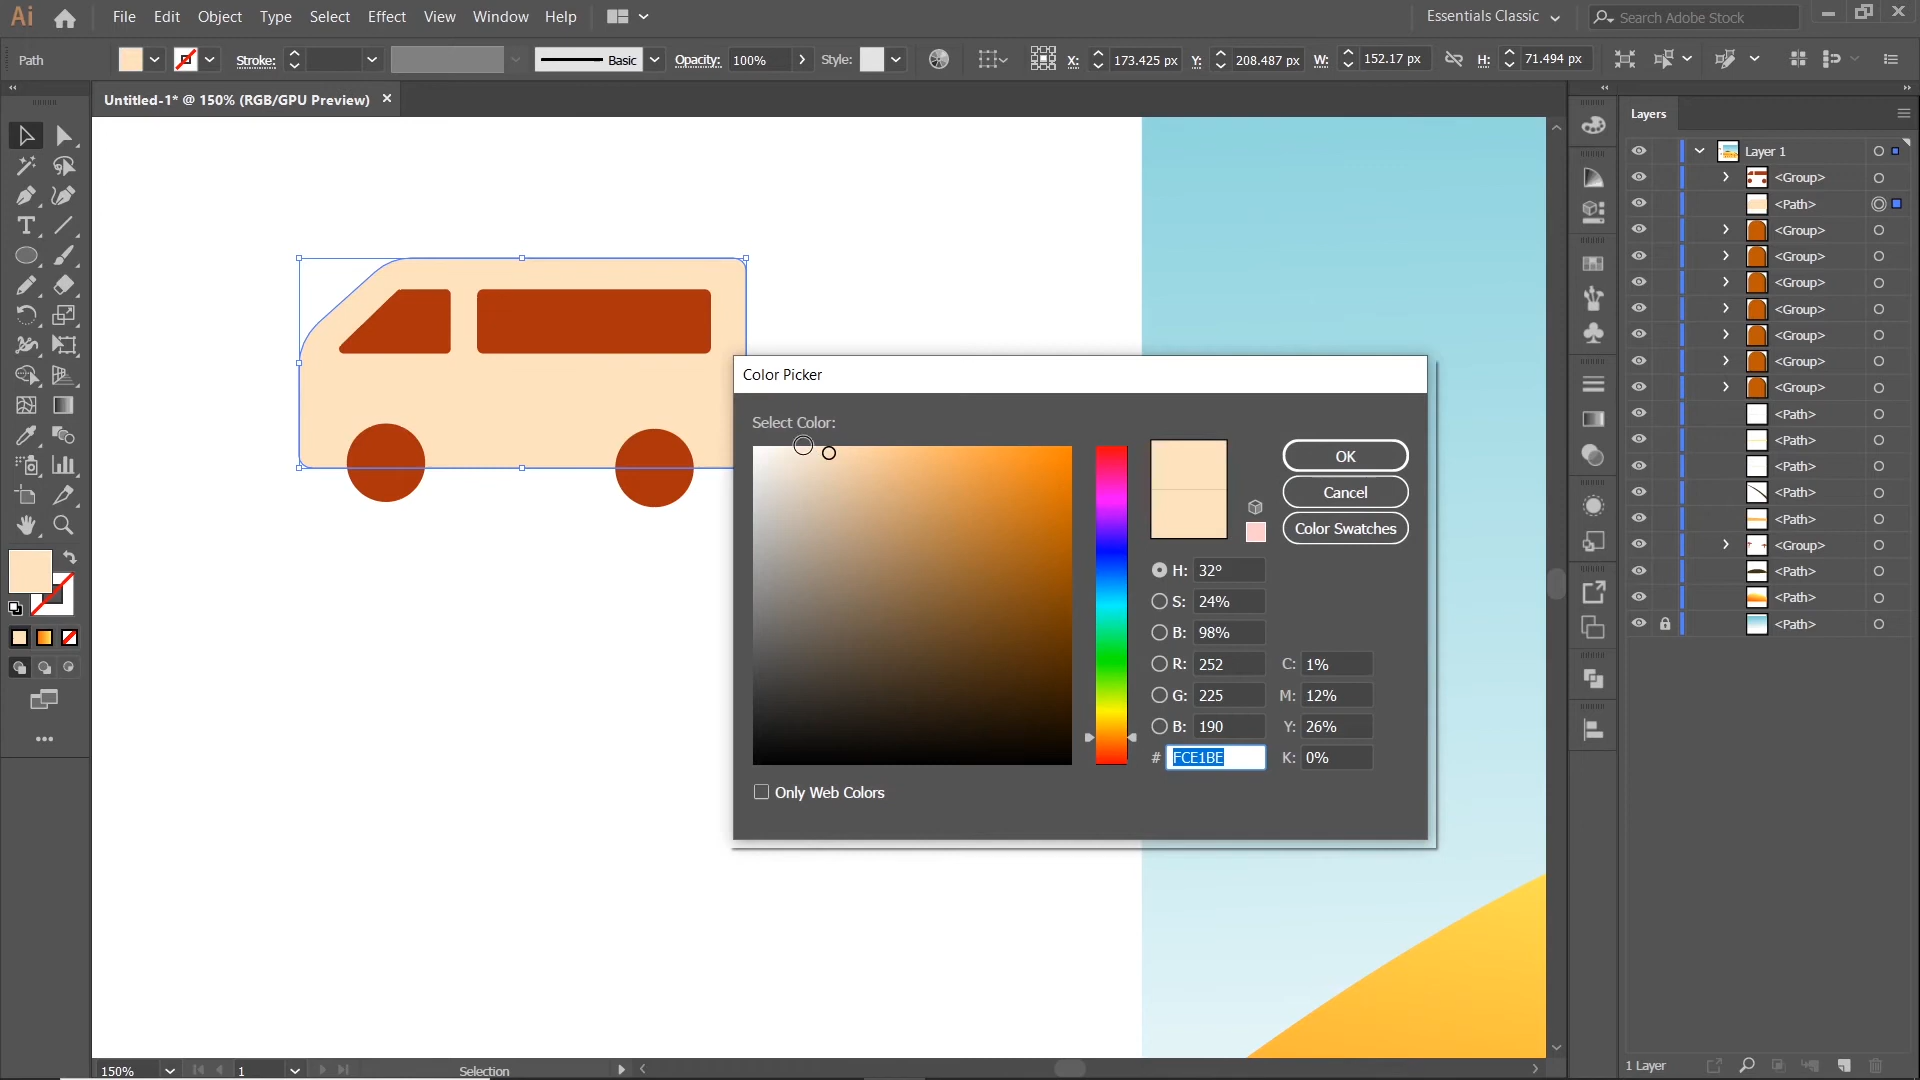 Ai File Edit Object Type Select Effect View Window Help Essentials Classic Search Adobe Stock
Path Stroke: Basic Opacity: 100% Style: X: 173.425 px Y: 208.487 px W: 152.17 px H: 71.494 px
Untitled-1* @ 150% (RGB/GPU Preview)
Layers
Layer 1
<Group>
<Path>
<Group>
<Group>
<Group>
<Group>
<Group>
<Group>
<Group>
<Path>
<Path>
<Path>
<Path>
<Path>
<Group>
<Path>
<Path>
<Path>
Color Picker
Select Color:
OK
Cancel
Color Swatches
H: 32°
S: 24%
B: 98%
R: 252 C: 1%
G: 225 M: 12%
B: 190 Y: 26%
# FCE1BE K: 0%
Only Web Colors
150% 1 Selection
1 Layer